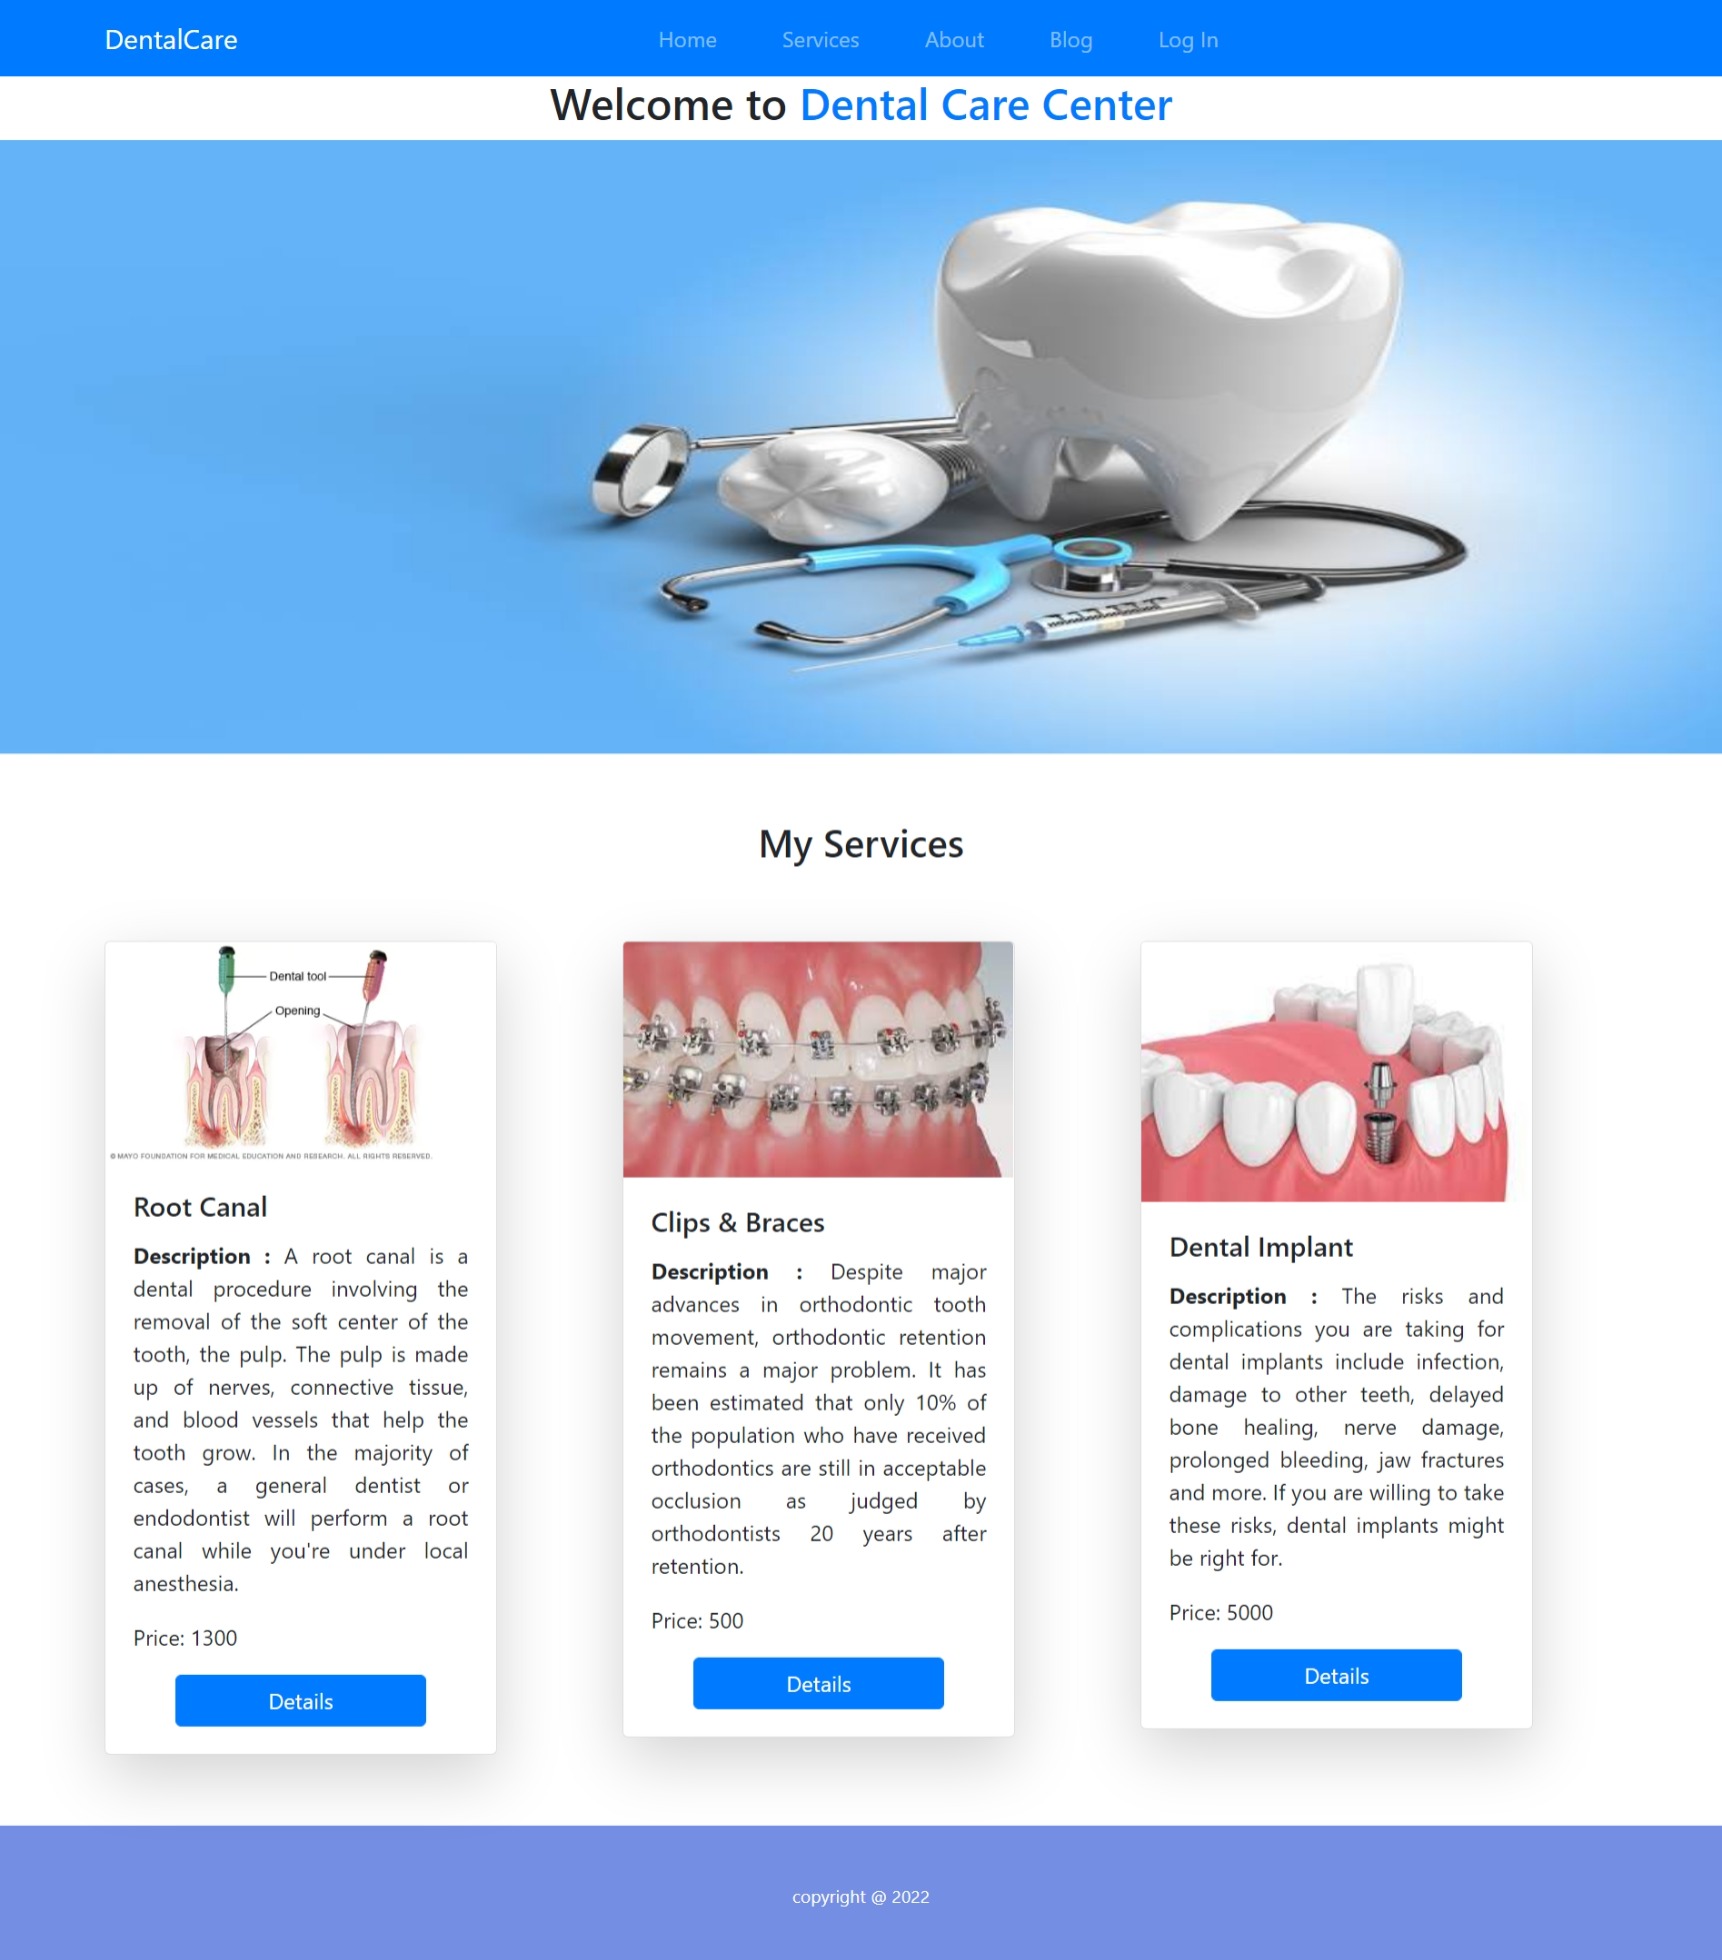 DentalCare Home Services About Blog Log In
Welcome to Dental Care Center
My Services
Dental tool
Opening
© MAYO FOUNDATION FOR MEDICAL EDUCATION AND RESEARCH. ALL RIGHTS RESERVED.
Root Canal
Description : A root canal is a
dental procedure involving the
removal of the soft center of the
tooth, the pulp. The pulp is made
up of nerves, connective tissue,
and blood vessels that help the
tooth grow. In the majority of
cases, a general dentist or
endodontist will perform a root
canal while you're under local
anesthesia.
Price: 1300
Details
Clips & Braces
Description : Despite major
advances in orthodontic tooth
movement, orthodontic retention
remains a major problem. It has
been estimated that only 10% of
the population who have received
orthodontics are still in acceptable
occlusion as judged by
orthodontists 20 years after
retention.
Price: 500
Details
Dental Implant
Description : The risks and
complications you are taking for
dental implants include infection,
damage to other teeth, delayed
bone healing, nerve damage,
prolonged bleeding, jaw fractures
and more. If you are willing to take
these risks, dental implants might
be right for.
Price: 5000
Details
copyright @ 2022